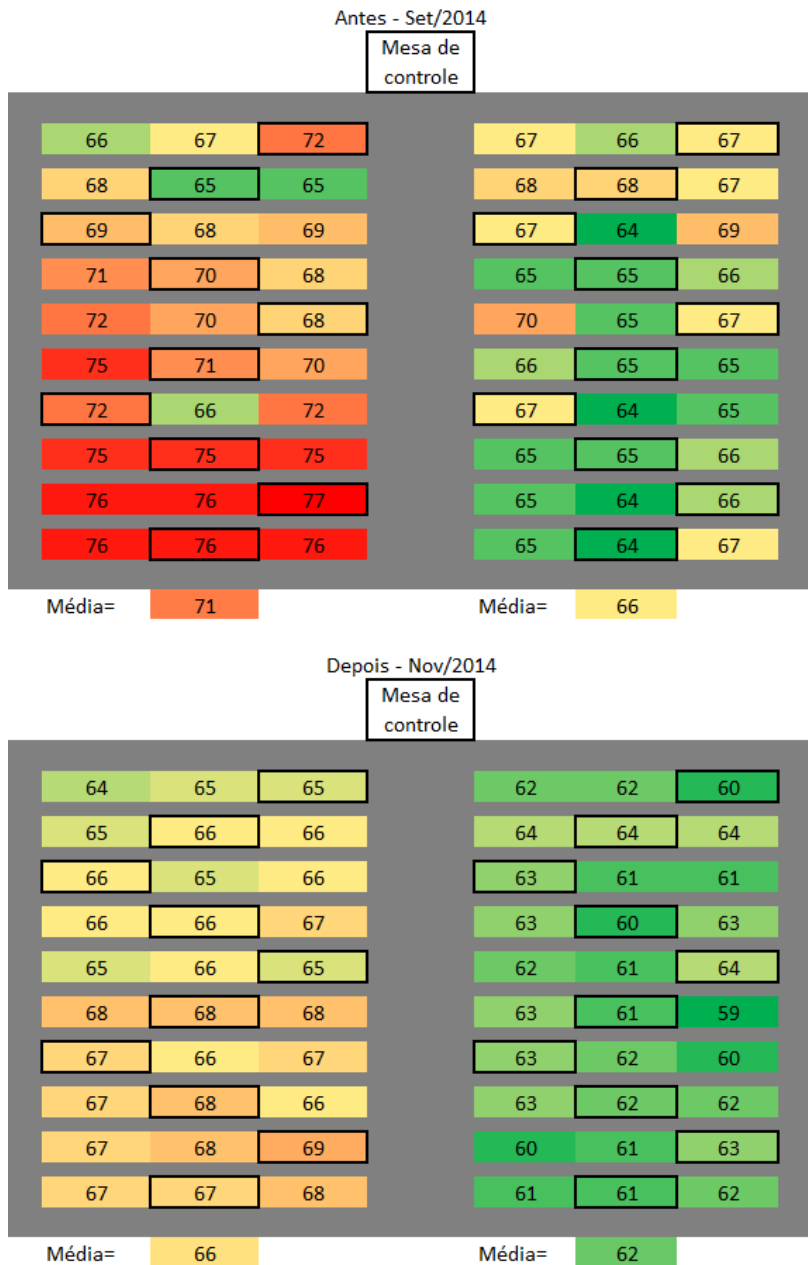 Antes - Set/2014
Mesa de
controle
66 67 72 67 66 67
68 65 65 68 68 67
69 68 69 67 64 69
71 70 68 65 65 66
72 70 68 70 65 67
75 71 70 66 65 65
72 66 72 67 64 65
75 75 75 65 65 66
76 76 77 65 64 66
76 76 76 65 64 67
Média= 71 Média= 66
Depois - Nov/2014
Mesa de
controle
64 65 65 62 62 60
65 66 66 64 64 64
66 65 66 63 61 61
66 66 67 63 60 63
65 66 65 62 61 64
68 68 68 63 61 59
67 66 67 63 62 60
67 68 66 63 62 62
67 68 69 60 61 63
67 67 68 61 61 62
Média= 66 Média= 62